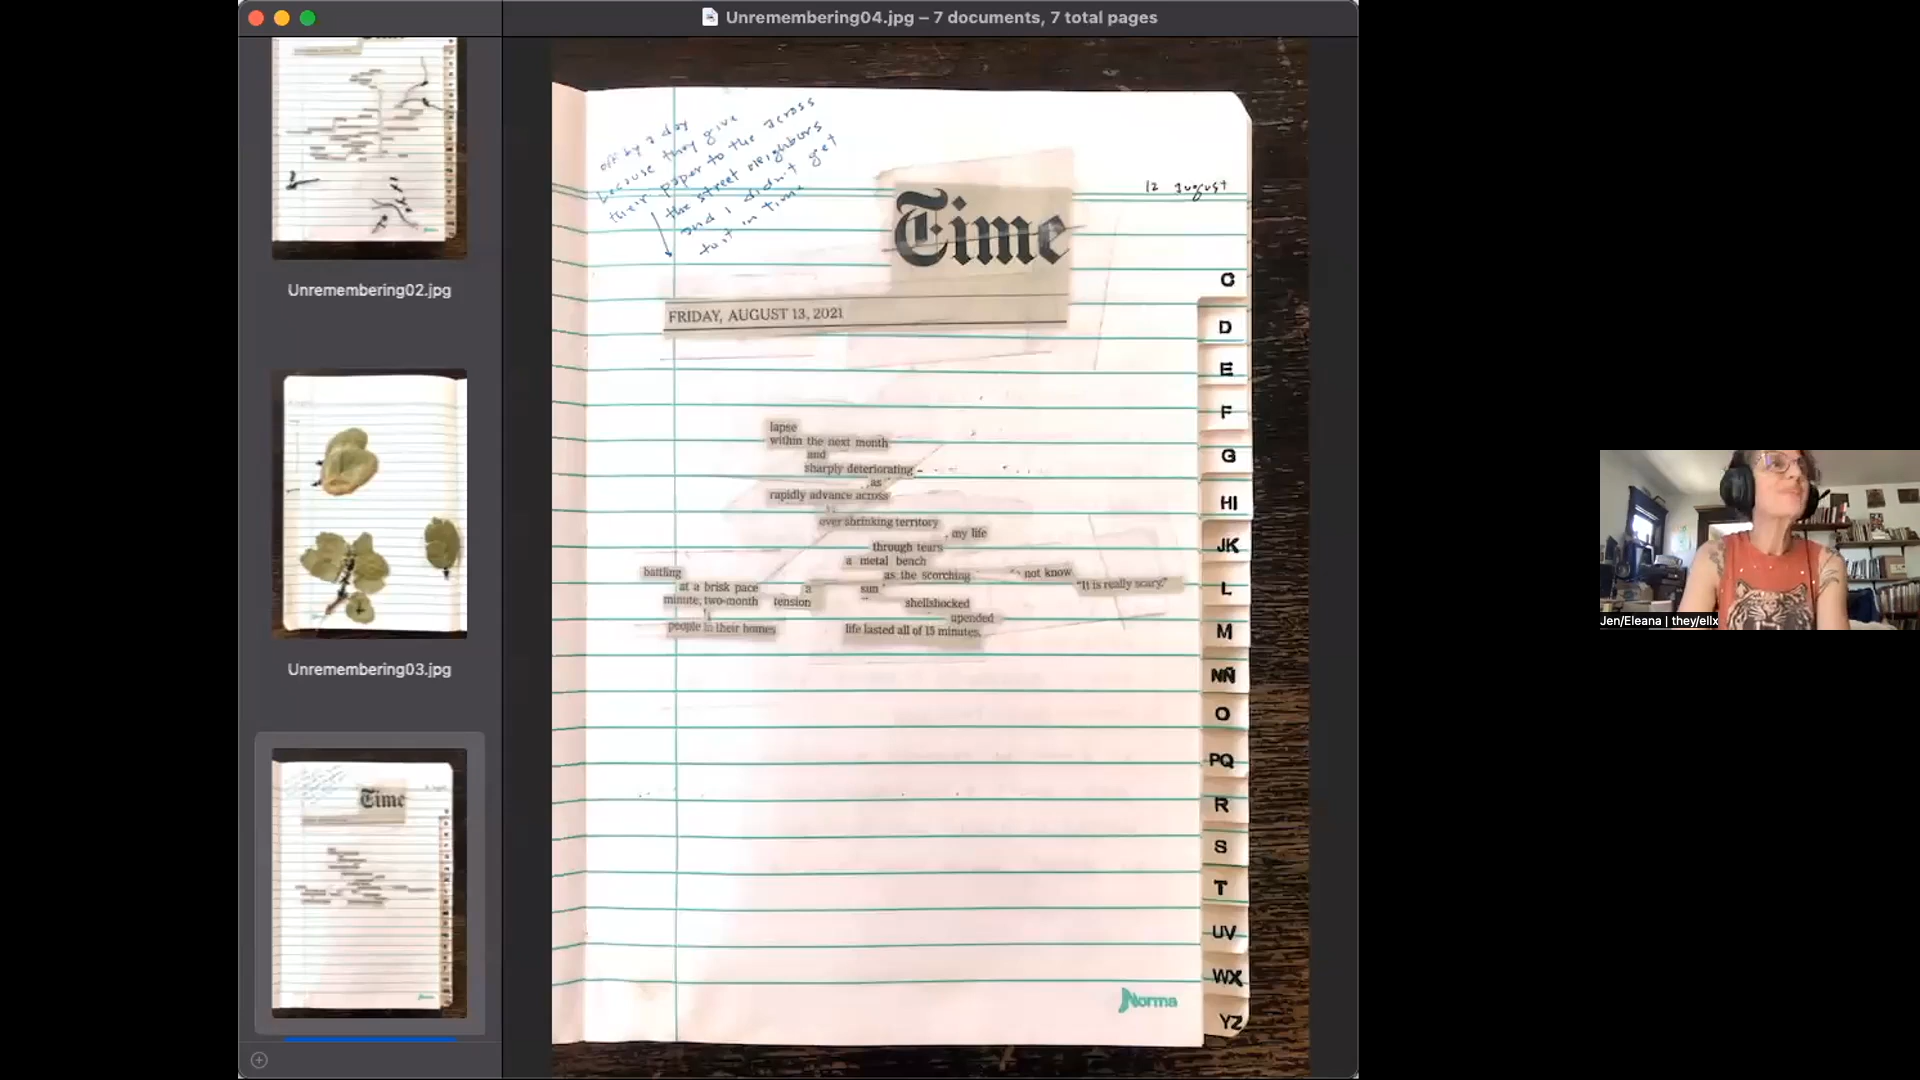 Unremembering04.jpg – 7 documents, 7 total pages
Unremembering02.jpg
Unremembering03.jpg
off by a day
because they give
their paper to the across
the street neighbors
and i didn't get
to it in time
12 august
Time
FRIDAY, AUGUST 13, 2021
lapse
within the next month
and
sharply deteriorating
as
rapidly advance across
over shrinking territory
, my life
through tears
a metal bench
battling
as the scorching
not know
"It is really scary."
at a brisk pace
a
sun
minute, two-month
tension
shellshocked
upended
people in their homes
life lasted all of 15 minutes,
C
D
E
F
G
HI
JK
L
M
NÑ
O
PQ
R
S
T
UV
WX
YZ
Norma
Jen/Eleana | they/ellx